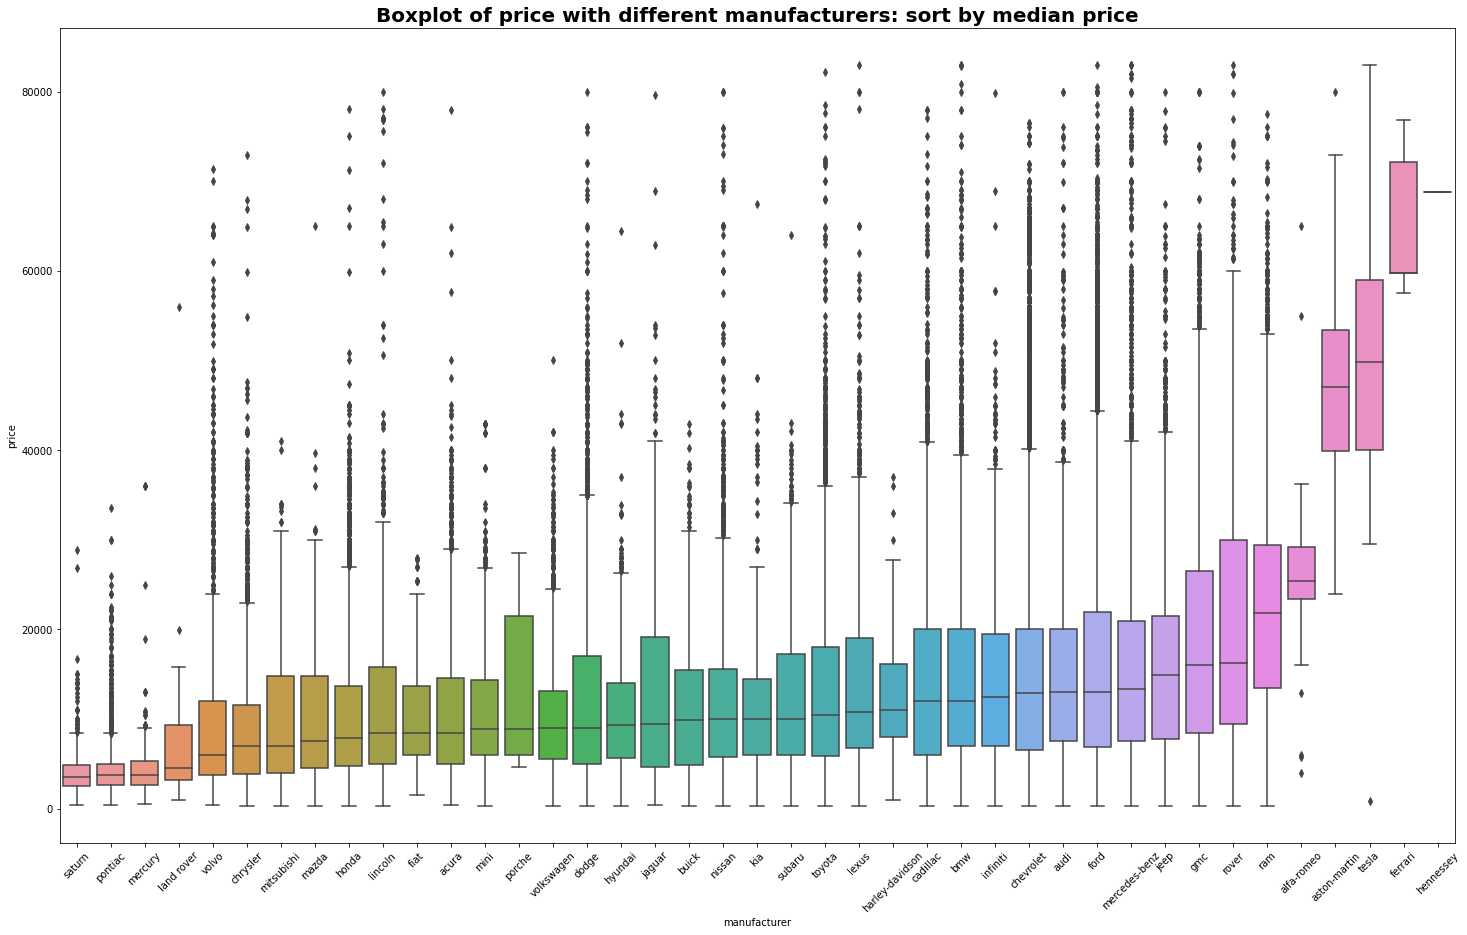 Boxplot of price with different manufacturers: sort by median price
80000
60000
40000
20000
0
price
saturn
pontiac
mercury
land rover
volvo
chrysler
mitsubishi
mazda
honda
lincoln
fiat
acura
mini
porche
volkswagen
dodge
hyundai
jaguar
buick
nissan
kia
subaru
toyota
lexus
harley-davidson
cadillac
bmw
infiniti
chevrolet
audi
ford
mercedes-benz
jeep
gmc
rover
ram
alfa-romeo
aston-martin
tesla
ferrari
hennessey
manufacturer